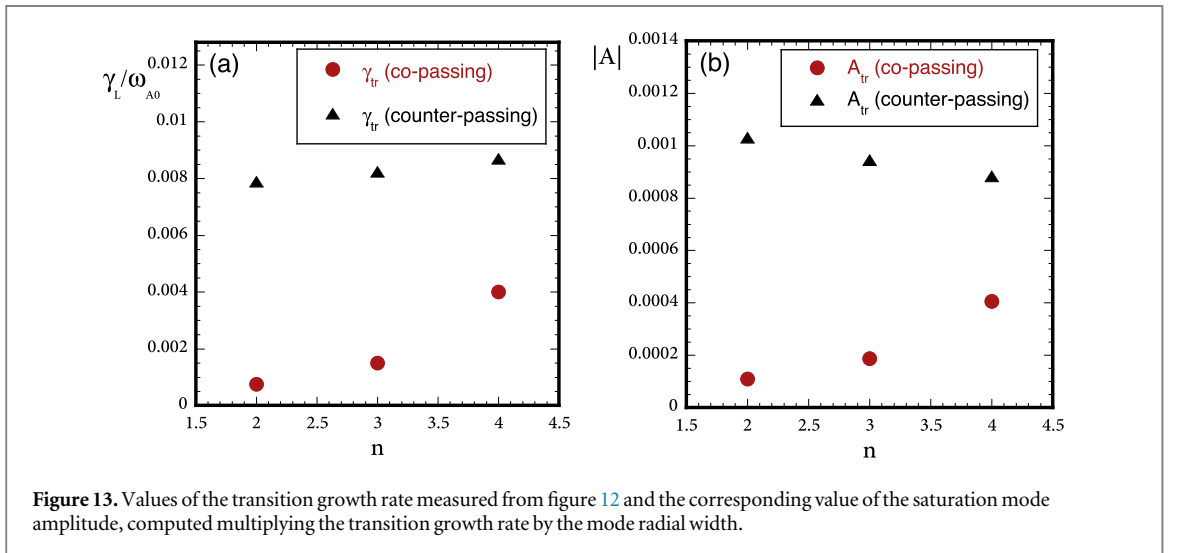 (a)
γ_L/ω_A0
γ_tr (co-passing)
γ_tr (counter-passing)
0.012
0.01
0.008
0.006
0.004
0.002
0
1.5 2 2.5 3 3.5 4 4.5
n
(b)
|A|
A_tr (co-passing)
A_tr (counter-passing)
0.0014
0.0012
0.001
0.0008
0.0006
0.0004
0.0002
0
1.5 2 2.5 3 3.5 4 4.5
n
Figure 13. Values of the transition growth rate measured from figure 12 and the corresponding value of the saturation mode
amplitude, computed multiplying the transition growth rate by the mode radial width.